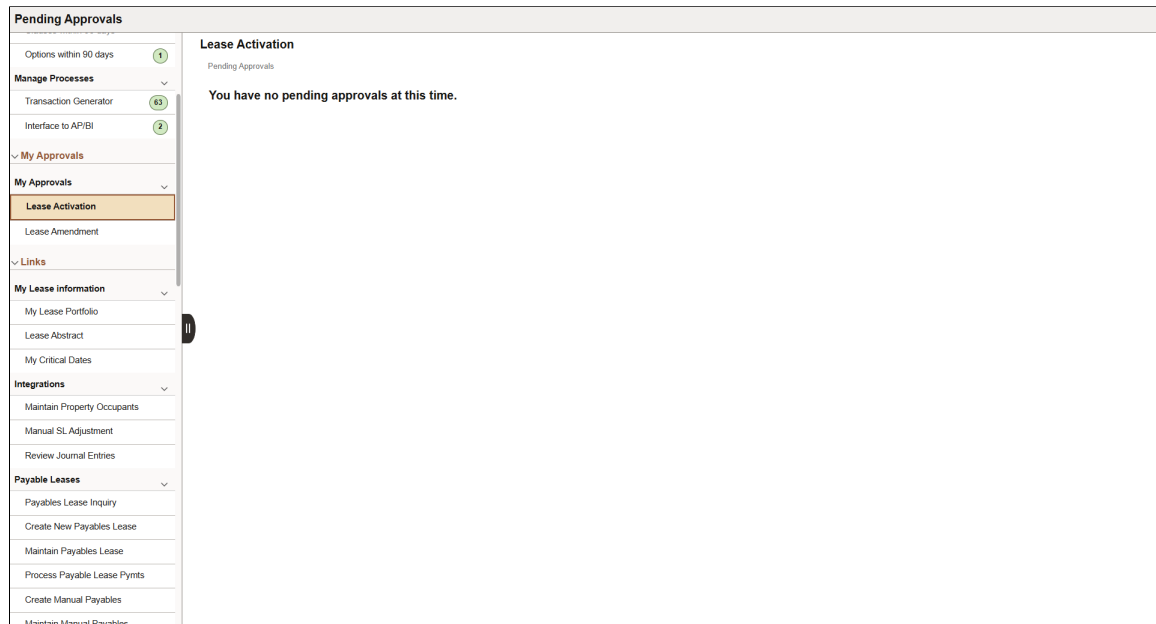 Pending Approvals
Options within 90 days 1
Manage Processes
Transaction Generator 63
Interface to AP/BI 2
My Approvals
My Approvals
Lease Activation
Lease Amendment
Links
My Lease information
My Lease Portfolio
Lease Abstract
My Critical Dates
Integrations
Maintain Property Occupants
Manual SL Adjustment
Review Journal Entries
Payable Leases
Payables Lease Inquiry
Create New Payables Lease
Maintain Payables Lease
Process Payable Lease Pymts
Create Manual Payables
Maintain Manual Payables
Lease Activation
Pending Approvals
You have no pending approvals at this time.